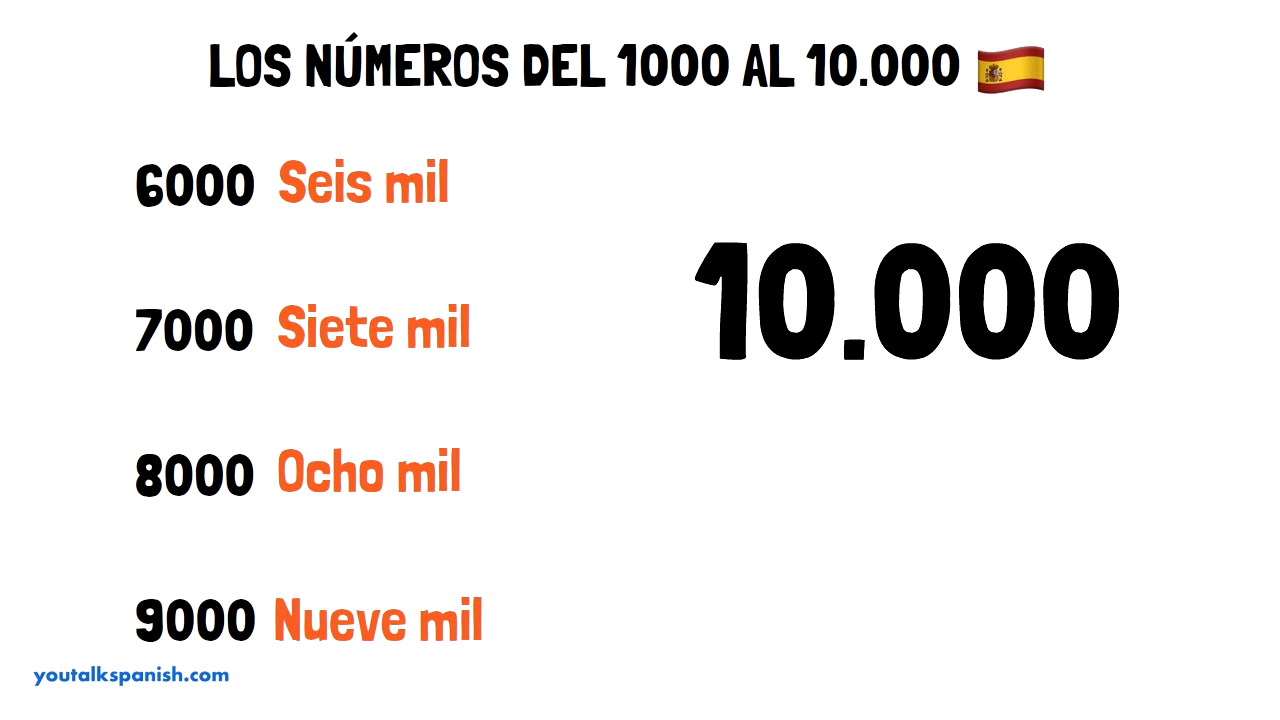 LOS NÚMEROS DEL 1000 AL 10.000
6000 Seis mil
7000 Siete mil
8000 Ocho mil
9000 Nueve mil
10.000
youtalkspanish.com